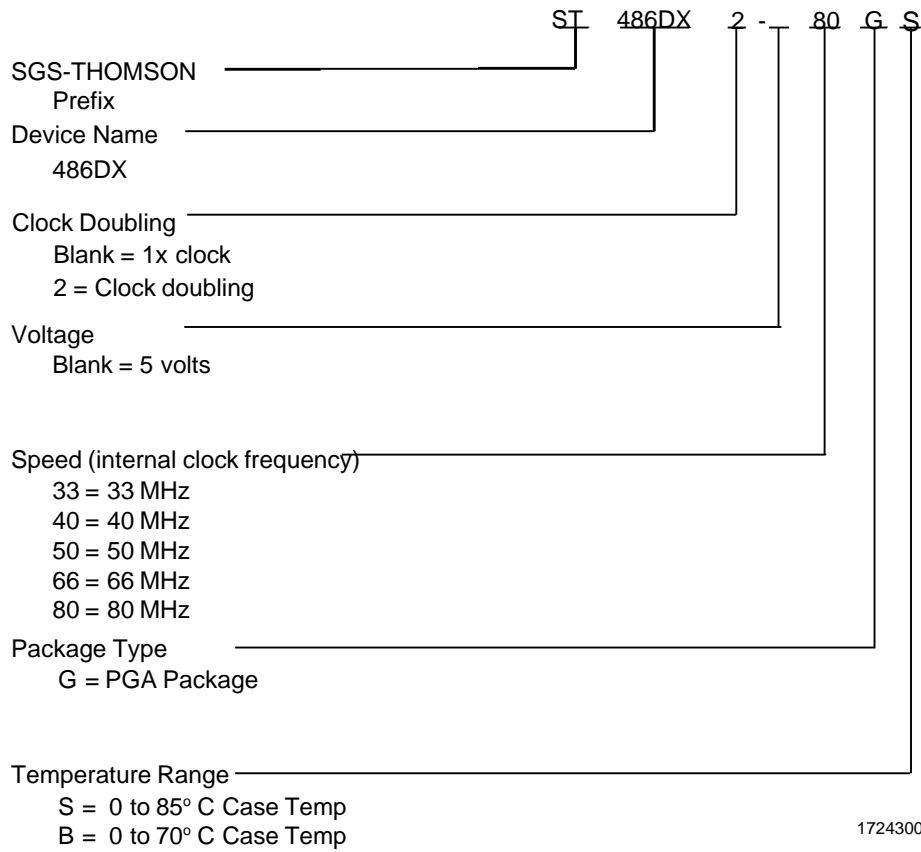 ST 486DX 2 - 80 G S
SGS-THOMSON
Prefix
Device Name
486DX
Clock Doubling
Blank = 1x clock
2 = Clock doubling
Voltage
Blank = 5 volts
Speed (internal clock frequency)
33 = 33 MHz
40 = 40 MHz
50 = 50 MHz
66 = 66 MHz
80 = 80 MHz
Package Type
G = PGA Package
Temperature Range
S = 0 to 85° C Case Temp
B = 0 to 70° C Case Temp
1724300